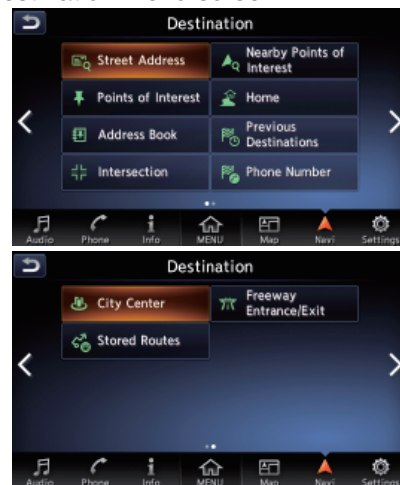 Destination
Street Address
Nearby Points of
Interest
Points of Interest
Home
Address Book
Previous
Destinations
Intersection
Phone Number
Audio
Phone
Info
MENU
Map
Navi
Settings
Destination
City Center
Freeway
Entrance/Exit
Stored Routes
Audio
Phone
Info
MENU
Map
Navi
Settings